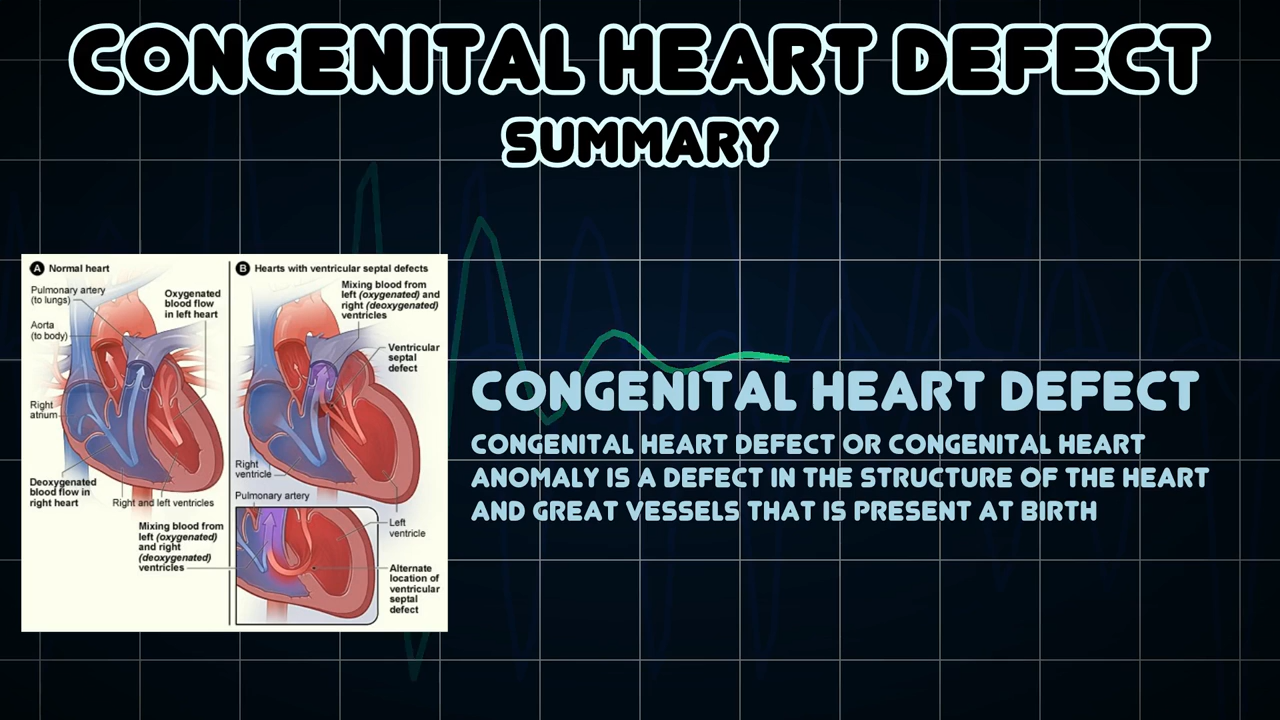 CONGENITAL HEART DEFECT
SUMMARY
A Normal heart
Pulmonary artery
(to lungs)
Oxygenated
blood flow
in left heart
Aorta
(to body)
Right
atrium
Deoxygenated
blood flow in
right heart
Right and left ventricles
B Hearts with ventricular septal defects
Mixing blood from
left (oxygenated) and
right (deoxygenated)
ventricles
Ventricular
septal
defect
Right
ventricle
Pulmonary artery
Left
ventricle
Mixing blood from
left (oxygenated)
and right
(deoxygenated)
ventricles
Alternate
location of
ventricular
septal
defect
CONGENITAL HEART DEFECT
CONGENITAL HEART DEFECT OR CONGENITAL HEART
ANOMALY IS A DEFECT IN THE STRUCTURE OF THE HEART
AND GREAT VESSELS THAT IS PRESENT AT BIRTH